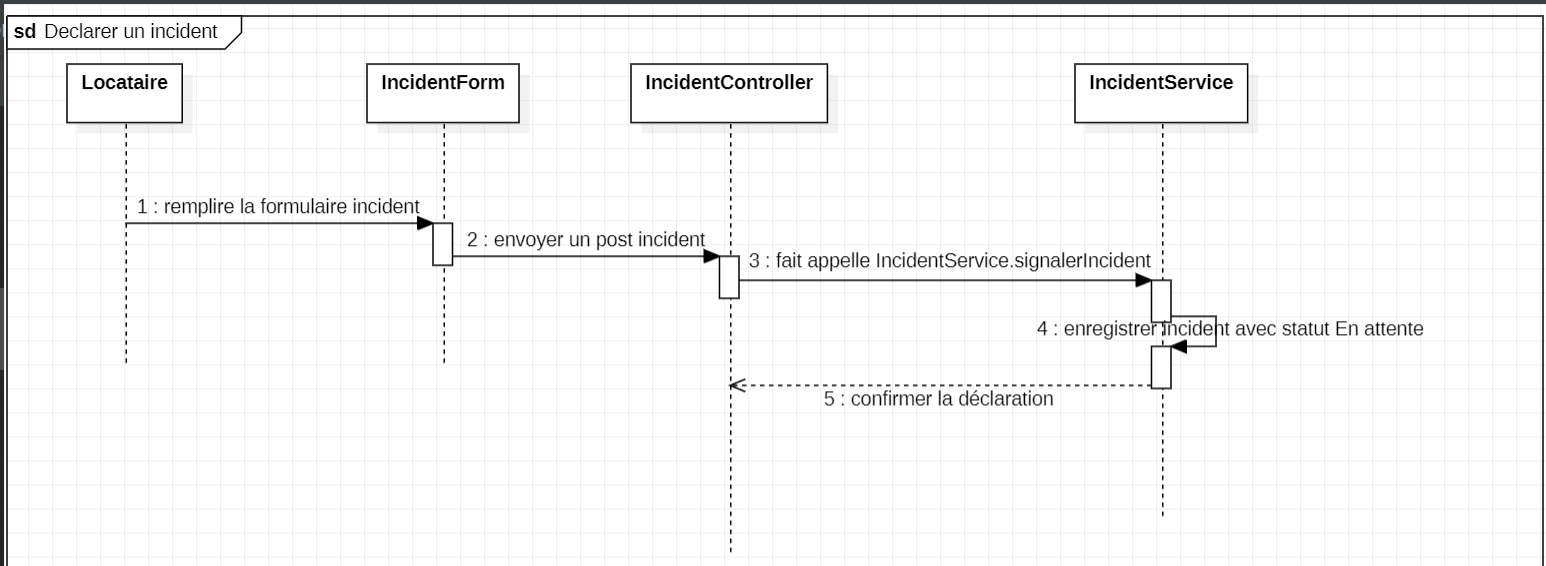 sd Declarer un incident
Locataire
IncidentForm
IncidentController
IncidentService
1 : remplire la formulaire incident
2 : envoyer un post incident
3 : fait appelle IncidentService.signalerIncident
4 : enregistrer incident avec statut En attente
5 : confirmer la déclaration